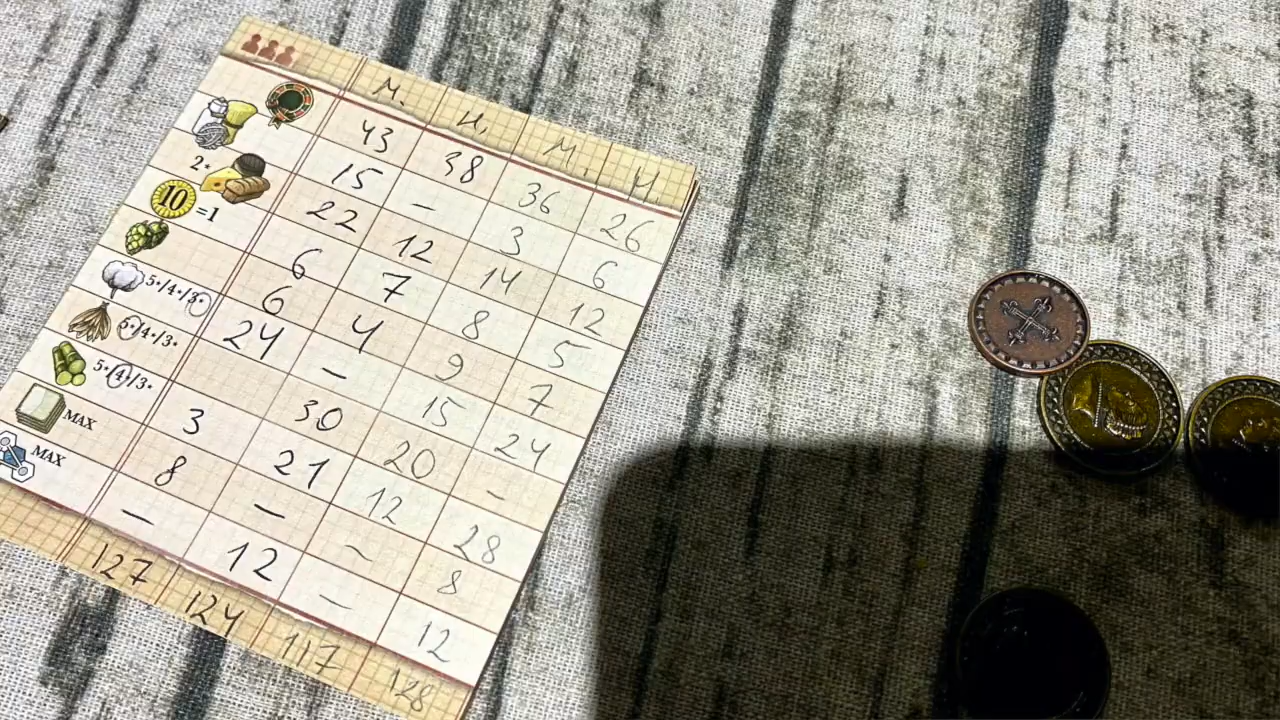 М. И. М. И
43 38 36 26
15 – 3 6
2• 22 12 14 12
10 =1 6 7 8 5
6 4 9 7
5•/4•/3• 24 – 15 24
5•/4•/3• 30 20 –
5•/4•/3• 3 21 12 28
MAX 8 – ~ 8
MAX – 12 – 12
127 124 117 128